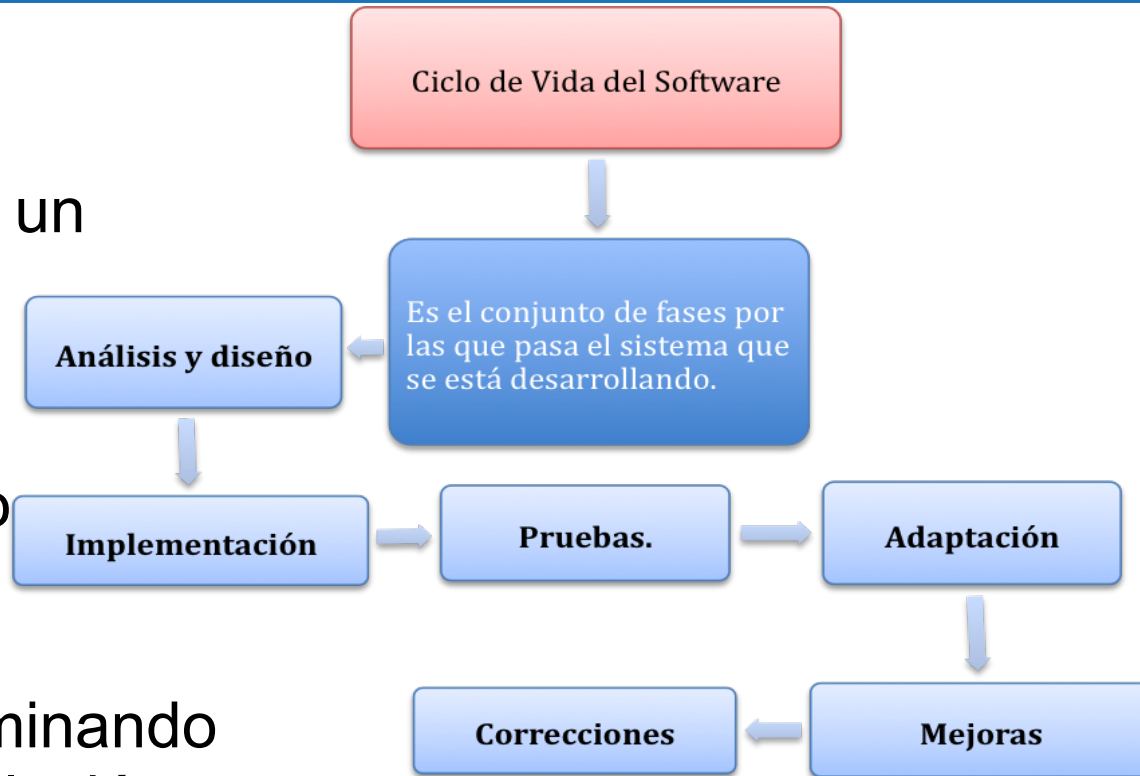 Ciclo de Vida del Software
un
Es el conjunto de fases por
las que pasa el sistema que
se está desarrollando.
Análisis y diseño
Implementación
Pruebas.
Adaptación
Mejoras
Correcciones
minando